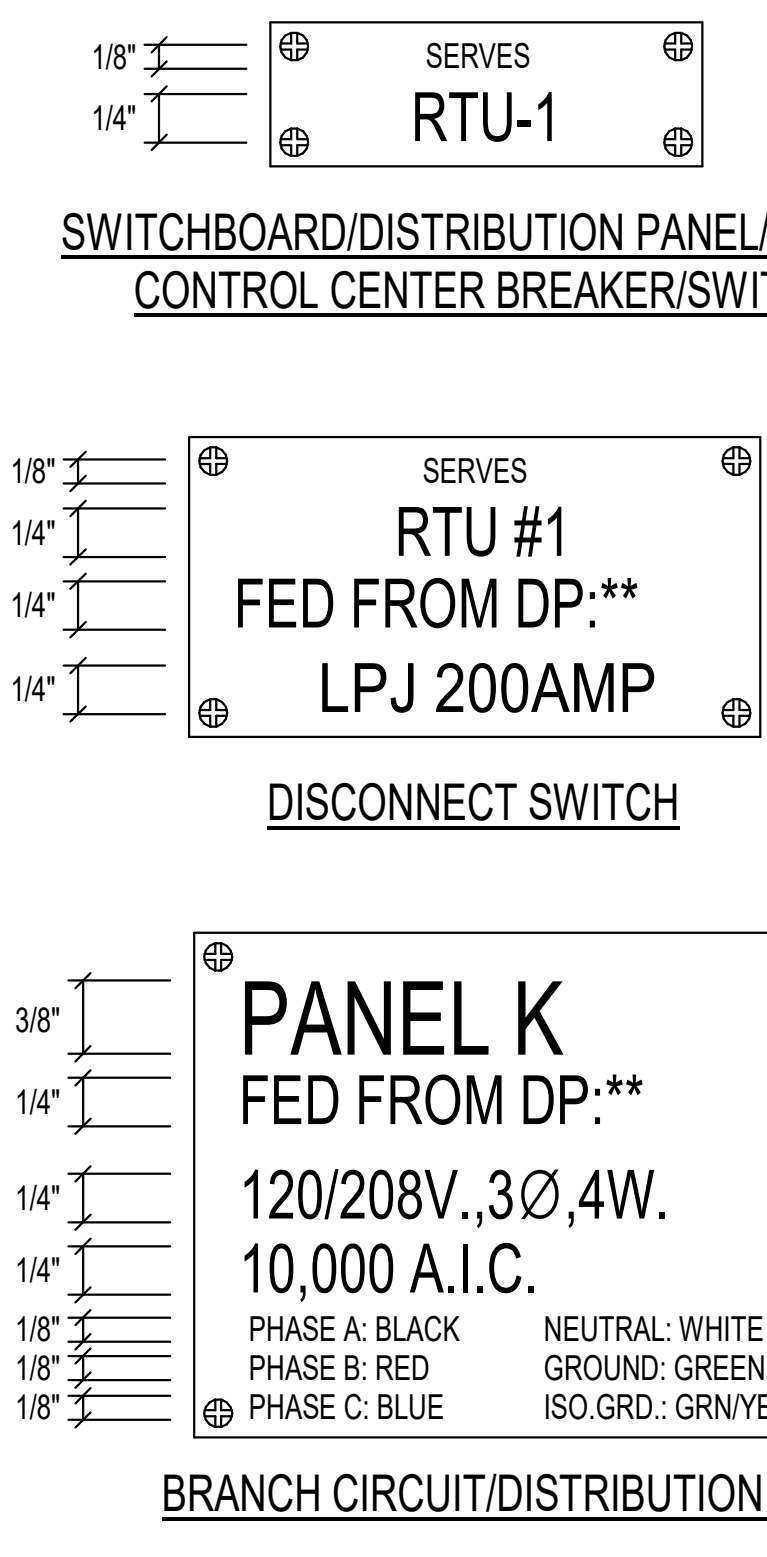 1/8" SERVES
1/4" RTU-1
SWITCHBOARD/DISTRIBUTION PANEL/
CONTROL CENTER BREAKER/SWIT
1/8" SERVES
1/4" RTU #1
1/4" FED FROM DP:**
1/4" LPJ 200AMP
DISCONNECT SWITCH
3/8" PANEL K
1/4" FED FROM DP:**
1/4" 120/208V.,3Ø,4W.
1/4" 10,000 A.I.C.
1/8" PHASE A: BLACK NEUTRAL: WHITE
1/8" PHASE B: RED GROUND: GREEN
1/8" PHASE C: BLUE ISO.GRD.: GRN/YE
BRANCH CIRCUIT/DISTRIBUTION